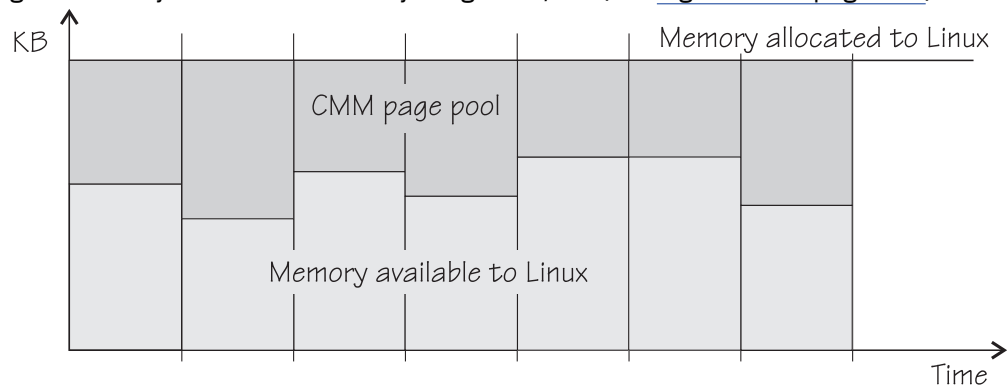 KB
Memory allocated to Linux
CMM page pool
Memory available to Linux
Time